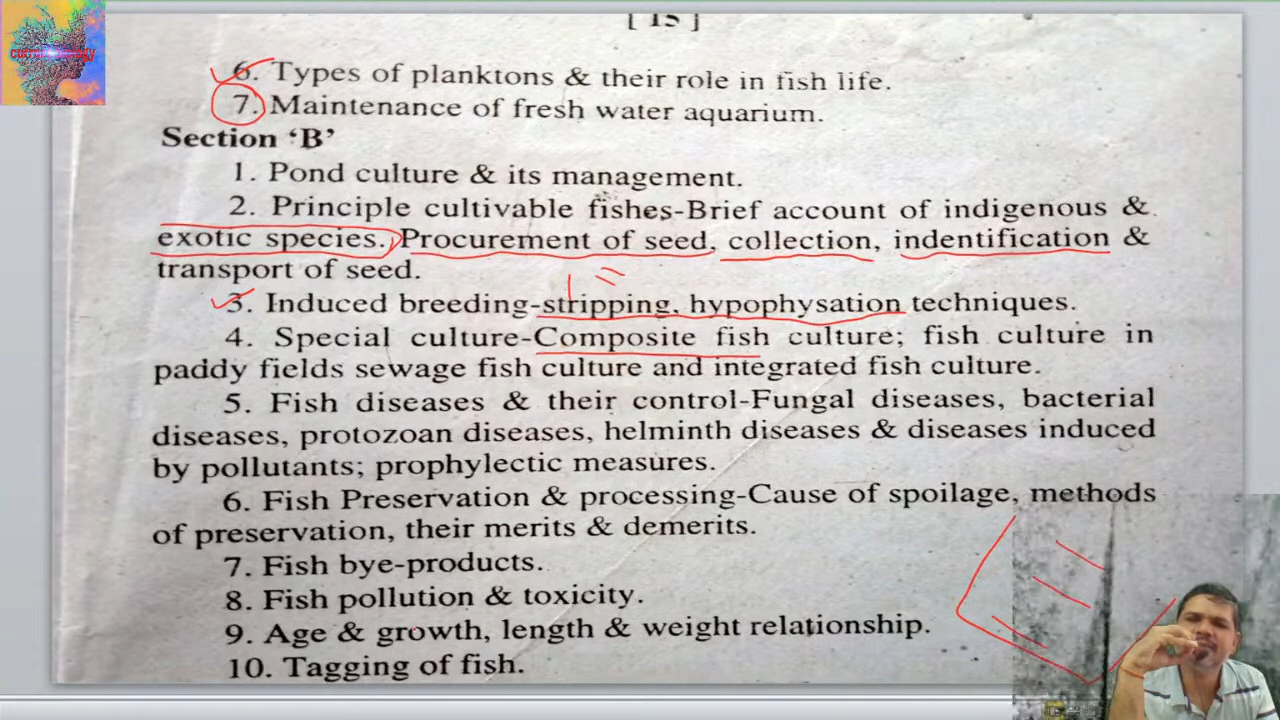 [ 15 ]
6. Types of planktons & their role in fish life.
7. Maintenance of fresh water aquarium.
Section ‘B’
1. Pond culture & its management.
2. Principle cultivable fishes-Brief account of indigenous &
exotic species. Procurement of seed, collection, indentification &
transport of seed.
3. Induced breeding-stripping, hypophysation techniques.
4. Special culture-Composite fish culture; fish culture in
paddy fields sewage fish culture and integrated fish culture.
5. Fish diseases & their control-Fungal diseases, bacterial
diseases, protozoan diseases, helminth diseases & diseases induced
by pollutants; prophylectic measures.
6. Fish Preservation & processing-Cause of spoilage, methods
of preservation, their merits & demerits.
7. Fish bye-products.
8. Fish pollution & toxicity.
9. Age & growth, length & weight relationship.
10. Tagging of fish.